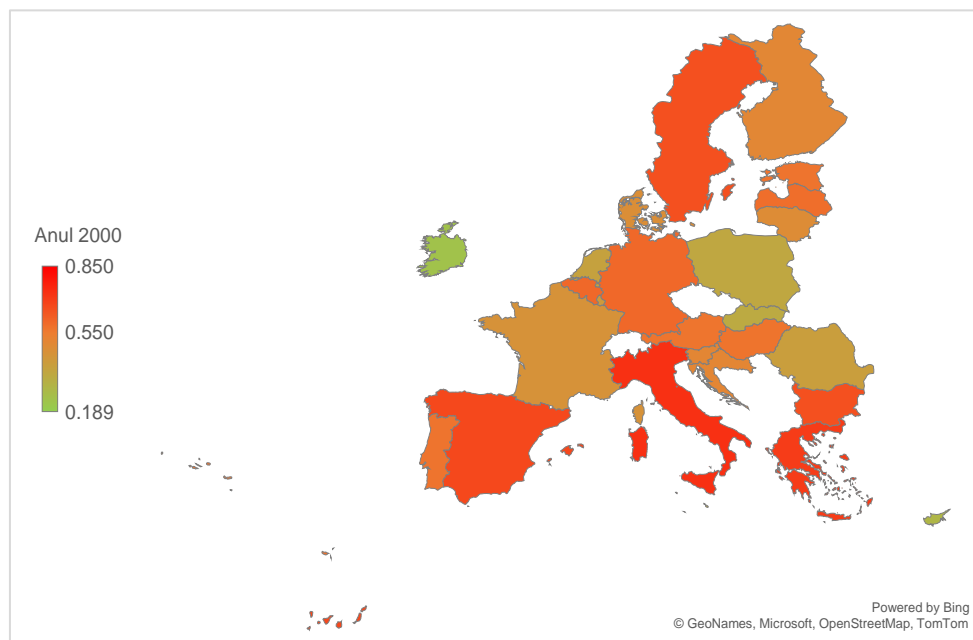 Anul 2000
0.850
0.550
0.189
Powered by Bing
© GeoNames, Microsoft, OpenStreetMap, TomTom